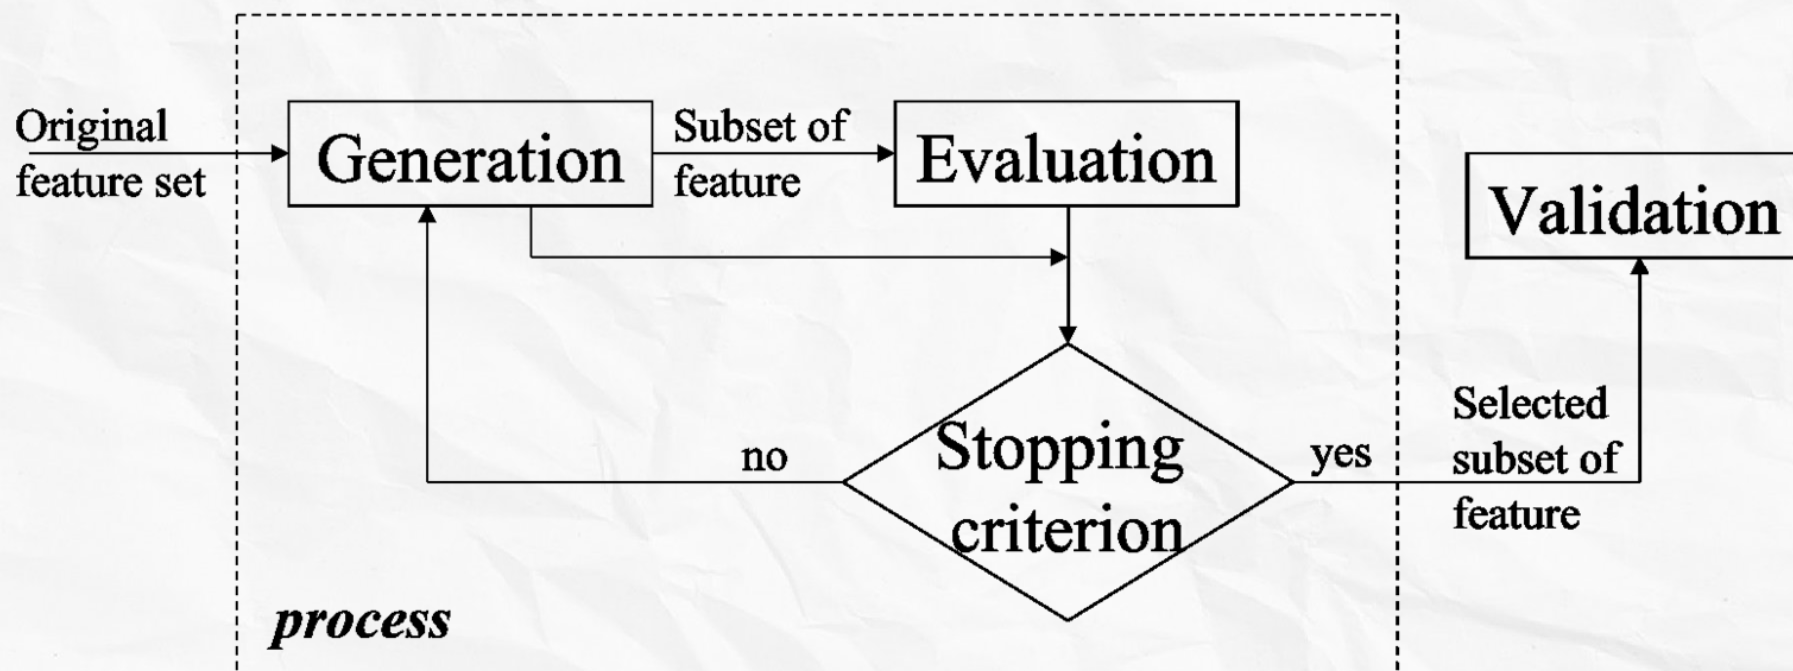 Original
feature set
Generation
Subset of
feature
Evaluation
Validation
Stopping
criterion
no
yes
Selected
subset of
feature
process